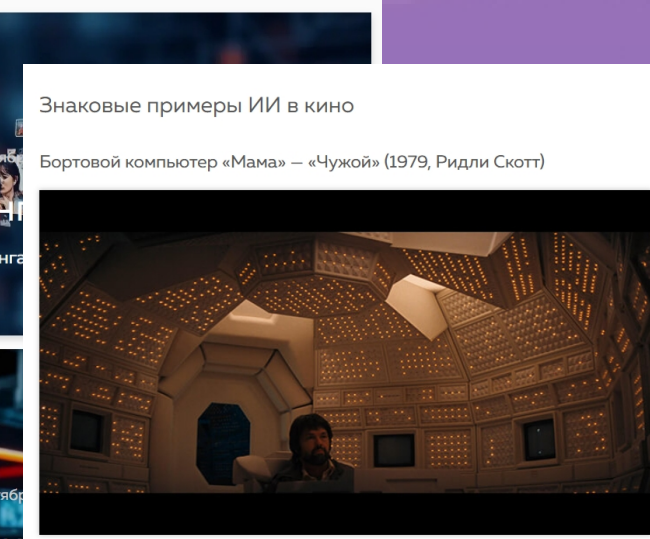 Знаковые примеры ИИ в кино
Бортовой компьютер «Мама» — «Чужой» (1979, Ридли Скотт)